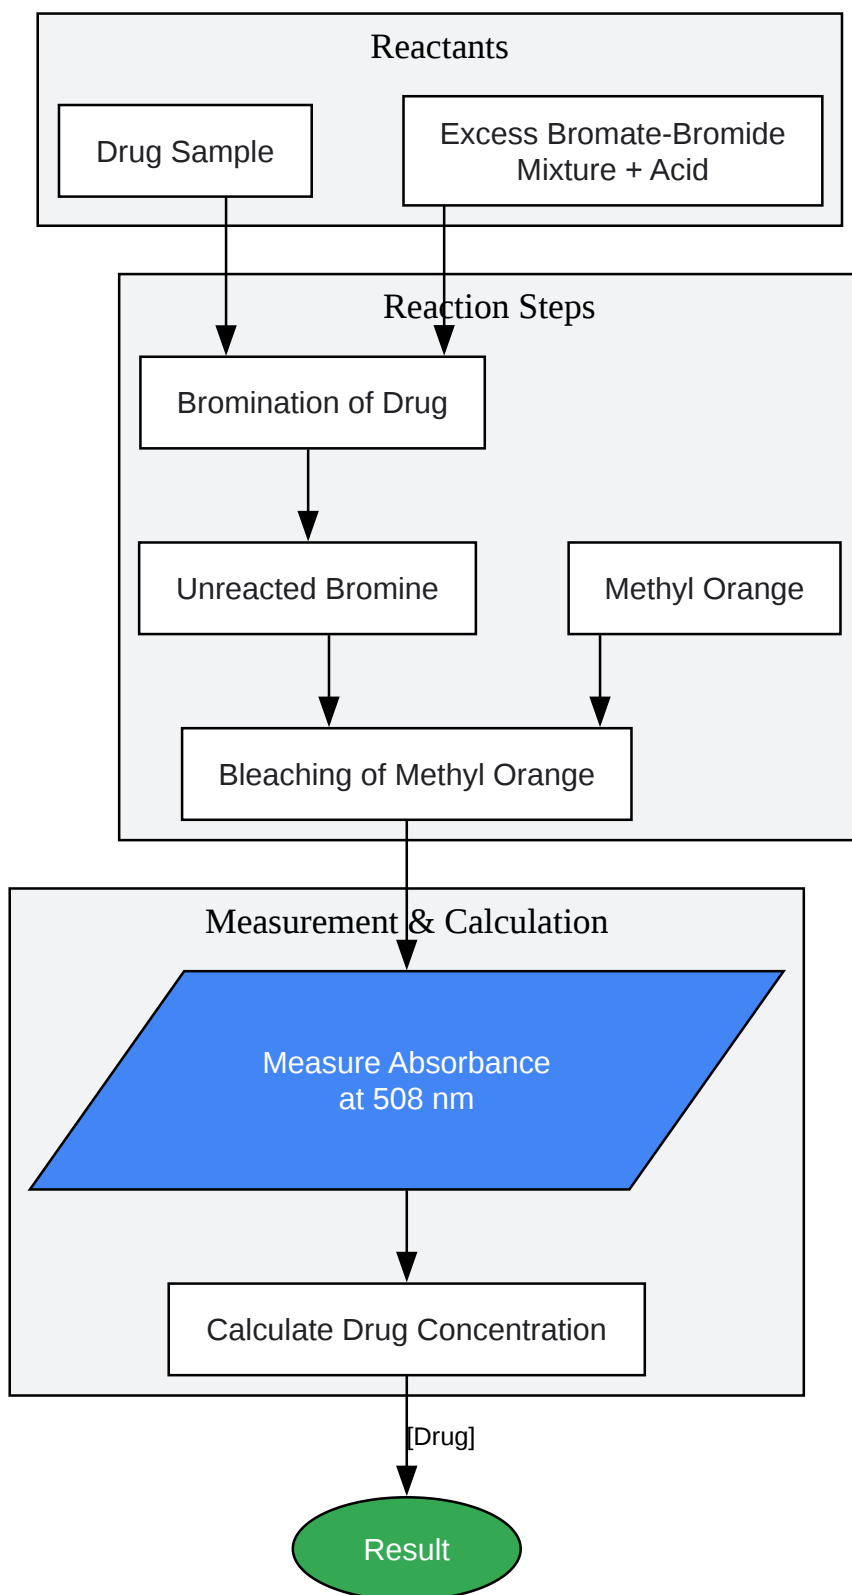 Reactants
Drug Sample
Excess Bromate-Bromide
Mixture + Acid
Reaction Steps
Bromination of Drug
Unreacted Bromine
Methyl Orange
Bleaching of Methyl Orange
Measurement & Calculation
Measure Absorbance
at 508 nm
Calculate Drug Concentration
[Drug]
Result